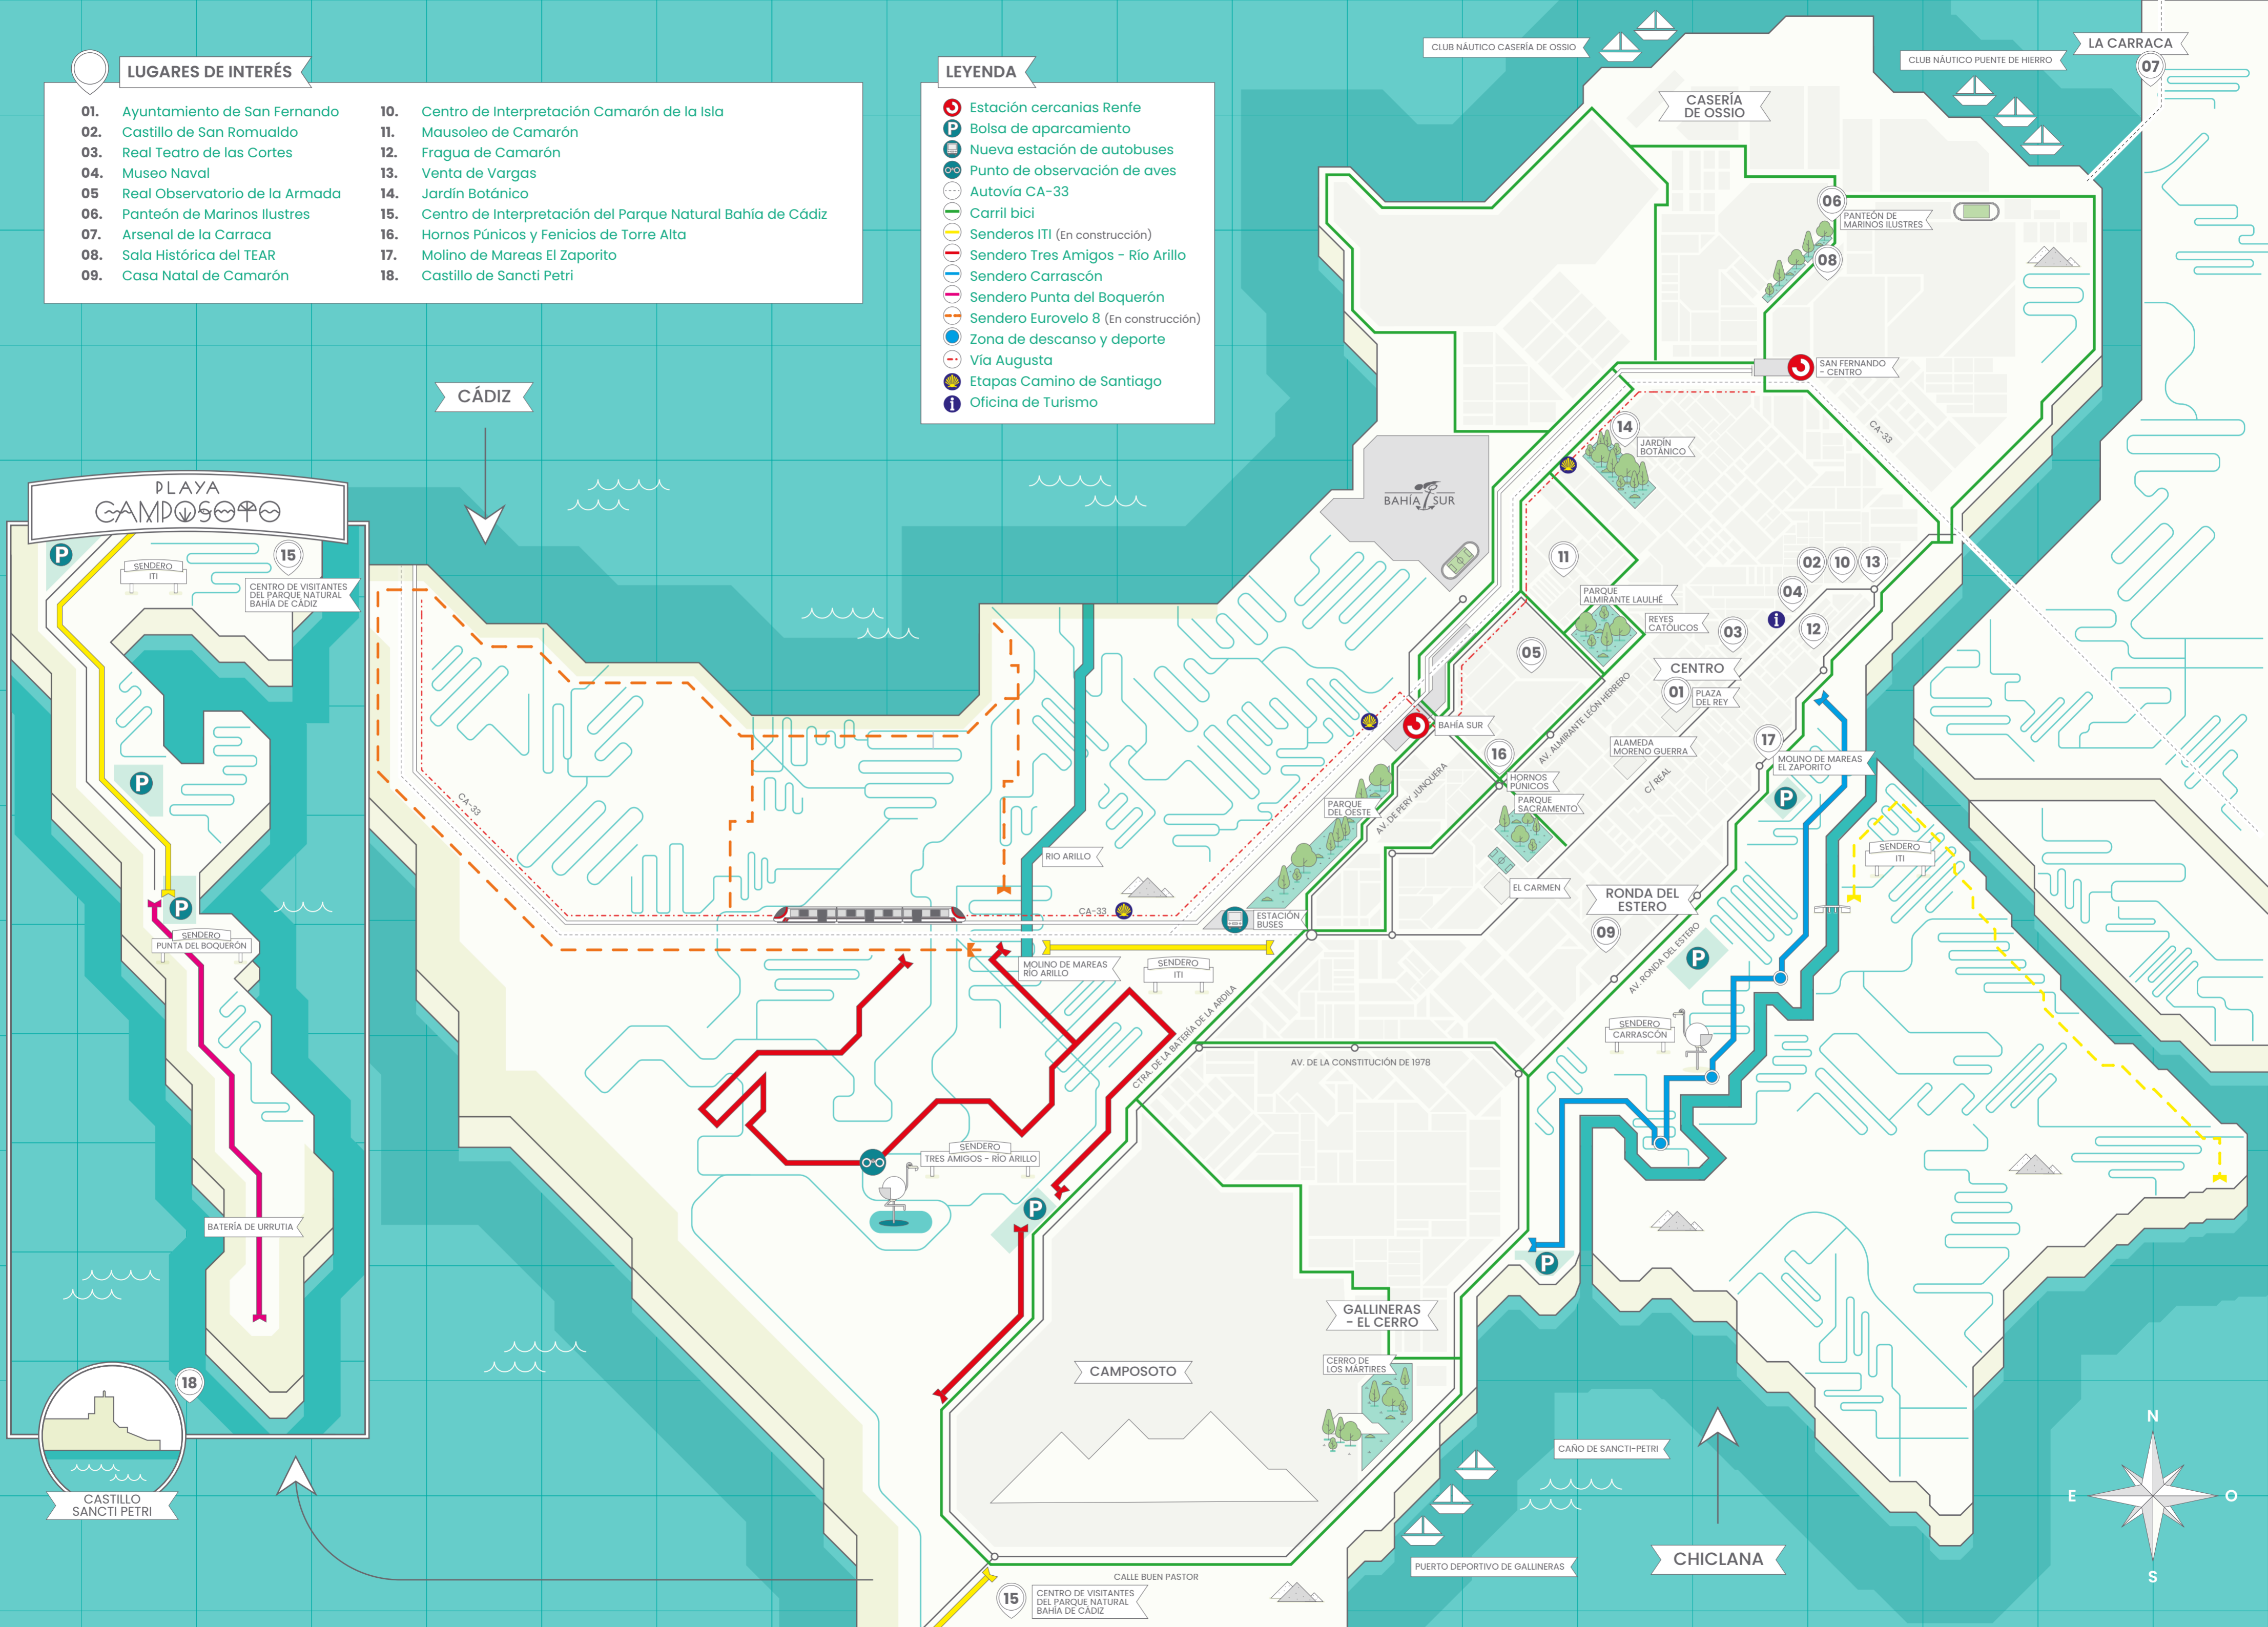 LUGARES DE INTERÉS
01. Ayuntamiento de San Fernando
02. Castillo de San Romualdo
03. Real Teatro de las Cortes
04. Museo Naval
05 Real Observatorio de la Armada
06. Panteón de Marinos Ilustres
07. Arsenal de la Carraca
08. Sala Histórica del TEAR
09. Casa Natal de Camarón
10. Centro de Interpretación Camarón de la Isla
11. Mausoleo de Camarón
12. Fragua de Camarón
13. Venta de Vargas
14. Jardín Botánico
15. Centro de Interpretación del Parque Natural Bahía de Cádiz
16. Hornos Púnicos y Fenicios de Torre Alta
17. Molino de Mareas El Zaporito
18. Castillo de Sancti Petri
LEYENDA
Estación cercanias Renfe
P Bolsa de aparcamiento
Nueva estación de autobuses
Punto de observación de aves
Autovía CA-33
Carril bici
Senderos ITI (En construcción)
Sendero Tres Amigos - Río Arillo
Sendero Carrascón
Sendero Punta del Boquerón
Sendero Eurovelo 8 (En construcción)
Zona de descanso y deporte
Vía Augusta
Etapas Camino de Santiago
i Oficina de Turismo
CLUB NÁUTICO CASERÍA DE OSSIO
CLUB NÁUTICO PUENTE DE HIERRO
LA CARRACA
07
CASERÍA
DE OSSIO
06
PANTEÓN DE
MARINOS ILUSTRES
08
SAN FERNANDO
- CENTRO
CA-33
14
JARDÍN
BOTÁNICO
BAHÍA SUR
11
02
10
13
04
PARQUE
ALMIRANTE LAULHÉ
REYES
CATÓLICOS
03
i
12
05
CENTRO
01
PLAZA
DEL REY
AV. ALMIRANTE LEÓN HERRERO
BAHÍA SUR
16
ALAMEDA
MORENO GUERRA
17
MOLINO DE MAREAS
EL ZAPORITO
HORNOS
PÚNICOS
C/ REAL
P
PARQUE
SACRAMENTO
PARQUE
DEL OESTE
AV. DE PERY JUNQUERA
EL CARMEN
RONDA DEL
ESTERO
09
AV. RONDA DEL ESTERO
P
SENDERO
ITI
SENDERO
CARRASCÓN
CÁDIZ
CA-33
RIO ARILLO
CA-33
ESTACIÓN
BUSES
MOLINO DE MAREAS
RÍO ARILLO
SENDERO
ITI
CTRA. DE LA BATERÍA DE LA ARDILA
AV. DE LA CONSTITUCIÓN DE 1978
SENDERO
TRES AMIGOS - RÍO ARILLO
P
P
GALLINERAS
- EL CERRO
CERRO DE
LOS MÁRTIRES
CAMPOSOTO
CAÑO DE SANCTI-PETRI
PUERTO DEPORTIVO DE GALLINERAS
CHICLANA
CALLE BUEN PASTOR
15
CENTRO DE VISITANTES
DEL PARQUE NATURAL
BAHÍA DE CÁDIZ
N
E
O
S
PLAYA
CAMPOSOTO
P
SENDERO
ITI
15
CENTRO DE VISITANTES
DEL PARQUE NATURAL
BAHÍA DE CÁDIZ
P
P
SENDERO
PUNTA DEL BOQUERÓN
BATERÍA DE URRUTIA
18
CASTILLO
SANCTI PETRI